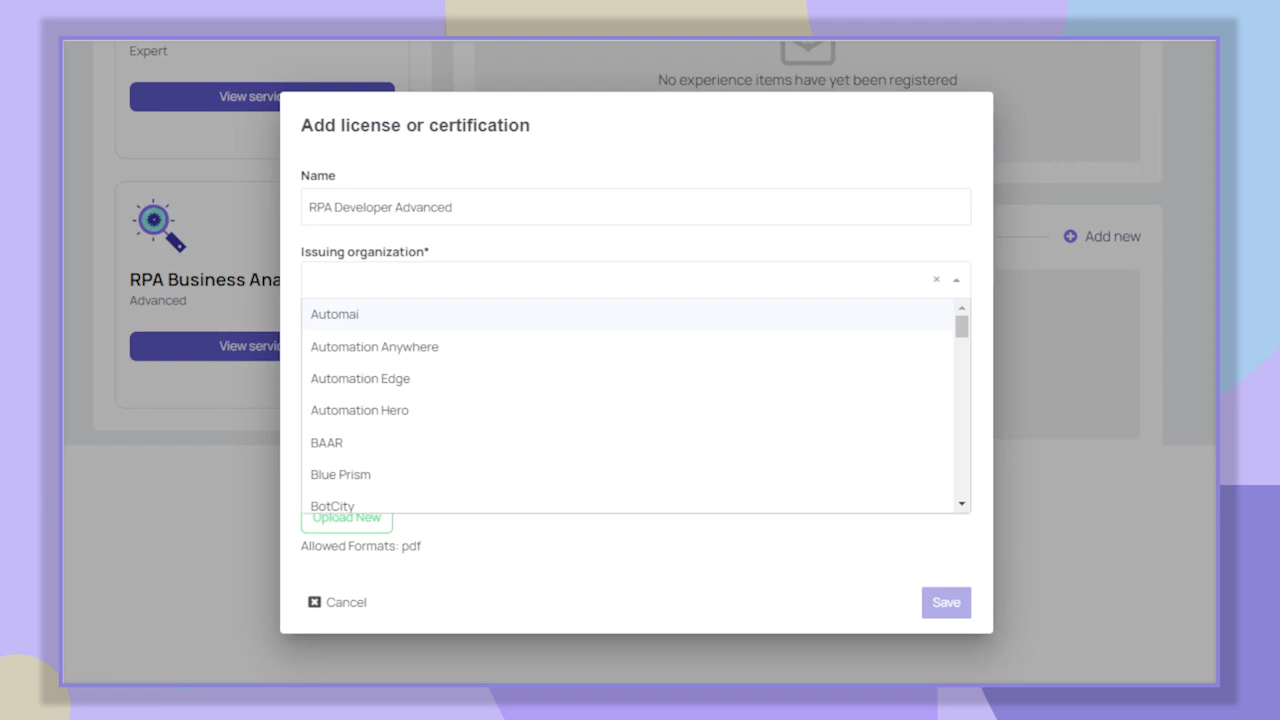 Expert
View servic
No experience items have yet been registered
Add license or certification
Name
RPA Developer Advanced
Issuing organization*
Add new
RPA Business Ana
Advanced
View servic
Automai
Automation Anywhere
Automation Edge
Automation Hero
BAAR
Blue Prism
BotCity
Upload New
Allowed Formats: pdf
Cancel
Save